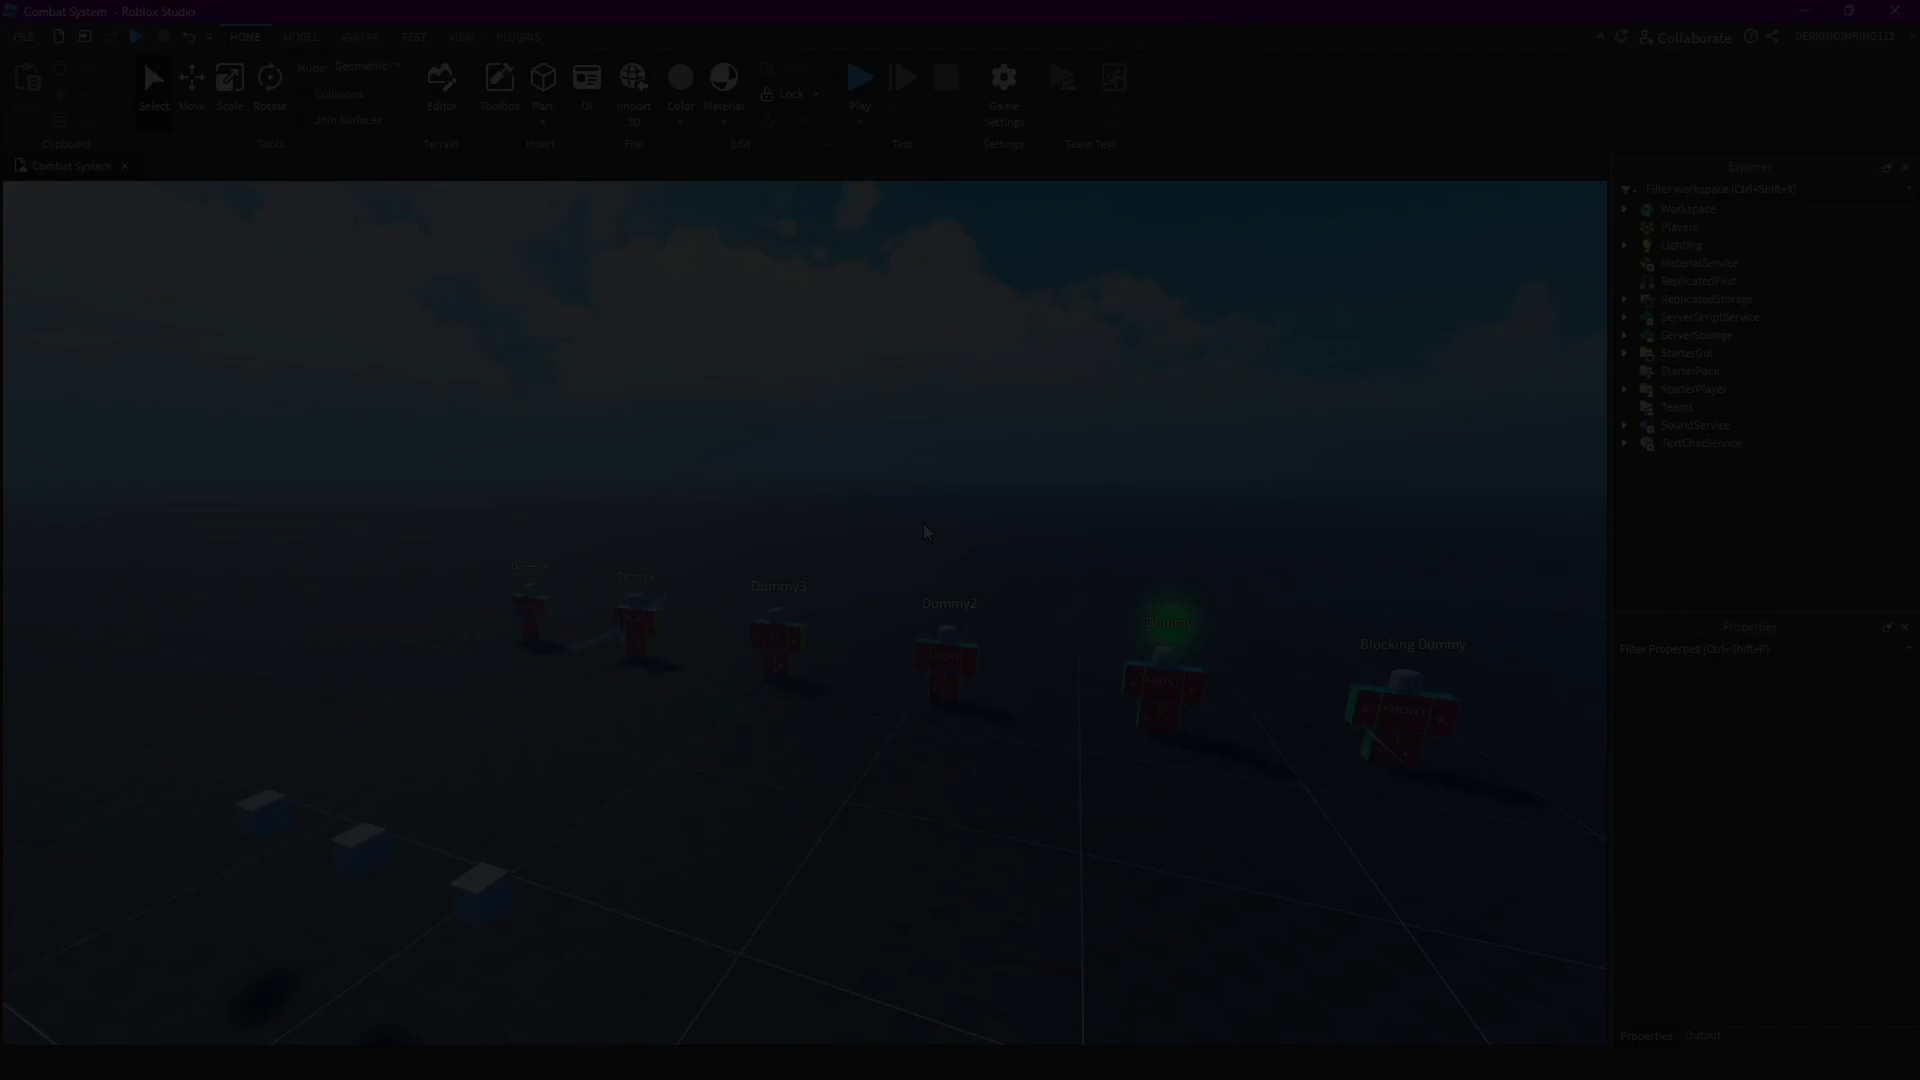 Combat System - Roblox Studio
FILE HOME MODEL AVATAR TEST VIEW PLUGINS
Collaborate DERKINGIMRING112
Mode: Geometric
Select Move Scale Rotate
Collisions
Join Surfaces
Editor Toolbox Part UI Import 3D Color Material
Lock
Play
Game Settings
Clipboard Tools Terrain Insert File Edit Test Settings Team Test
Combat System
Explorer
Filter workspace (Ctrl+Shift+X)
Workspace
Players
Lighting
MaterialService
ReplicatedFirst
ReplicatedStorage
ServerScriptService
ServerStorage
StarterGui
StarterPack
StarterPlayer
Teams
SoundService
TextChatService
Dummy4
Dummy3
Dummy2
Dummy
Blocking Dummy
Properties
Filter Properties (Ctrl+Shift+P)
Properties Output